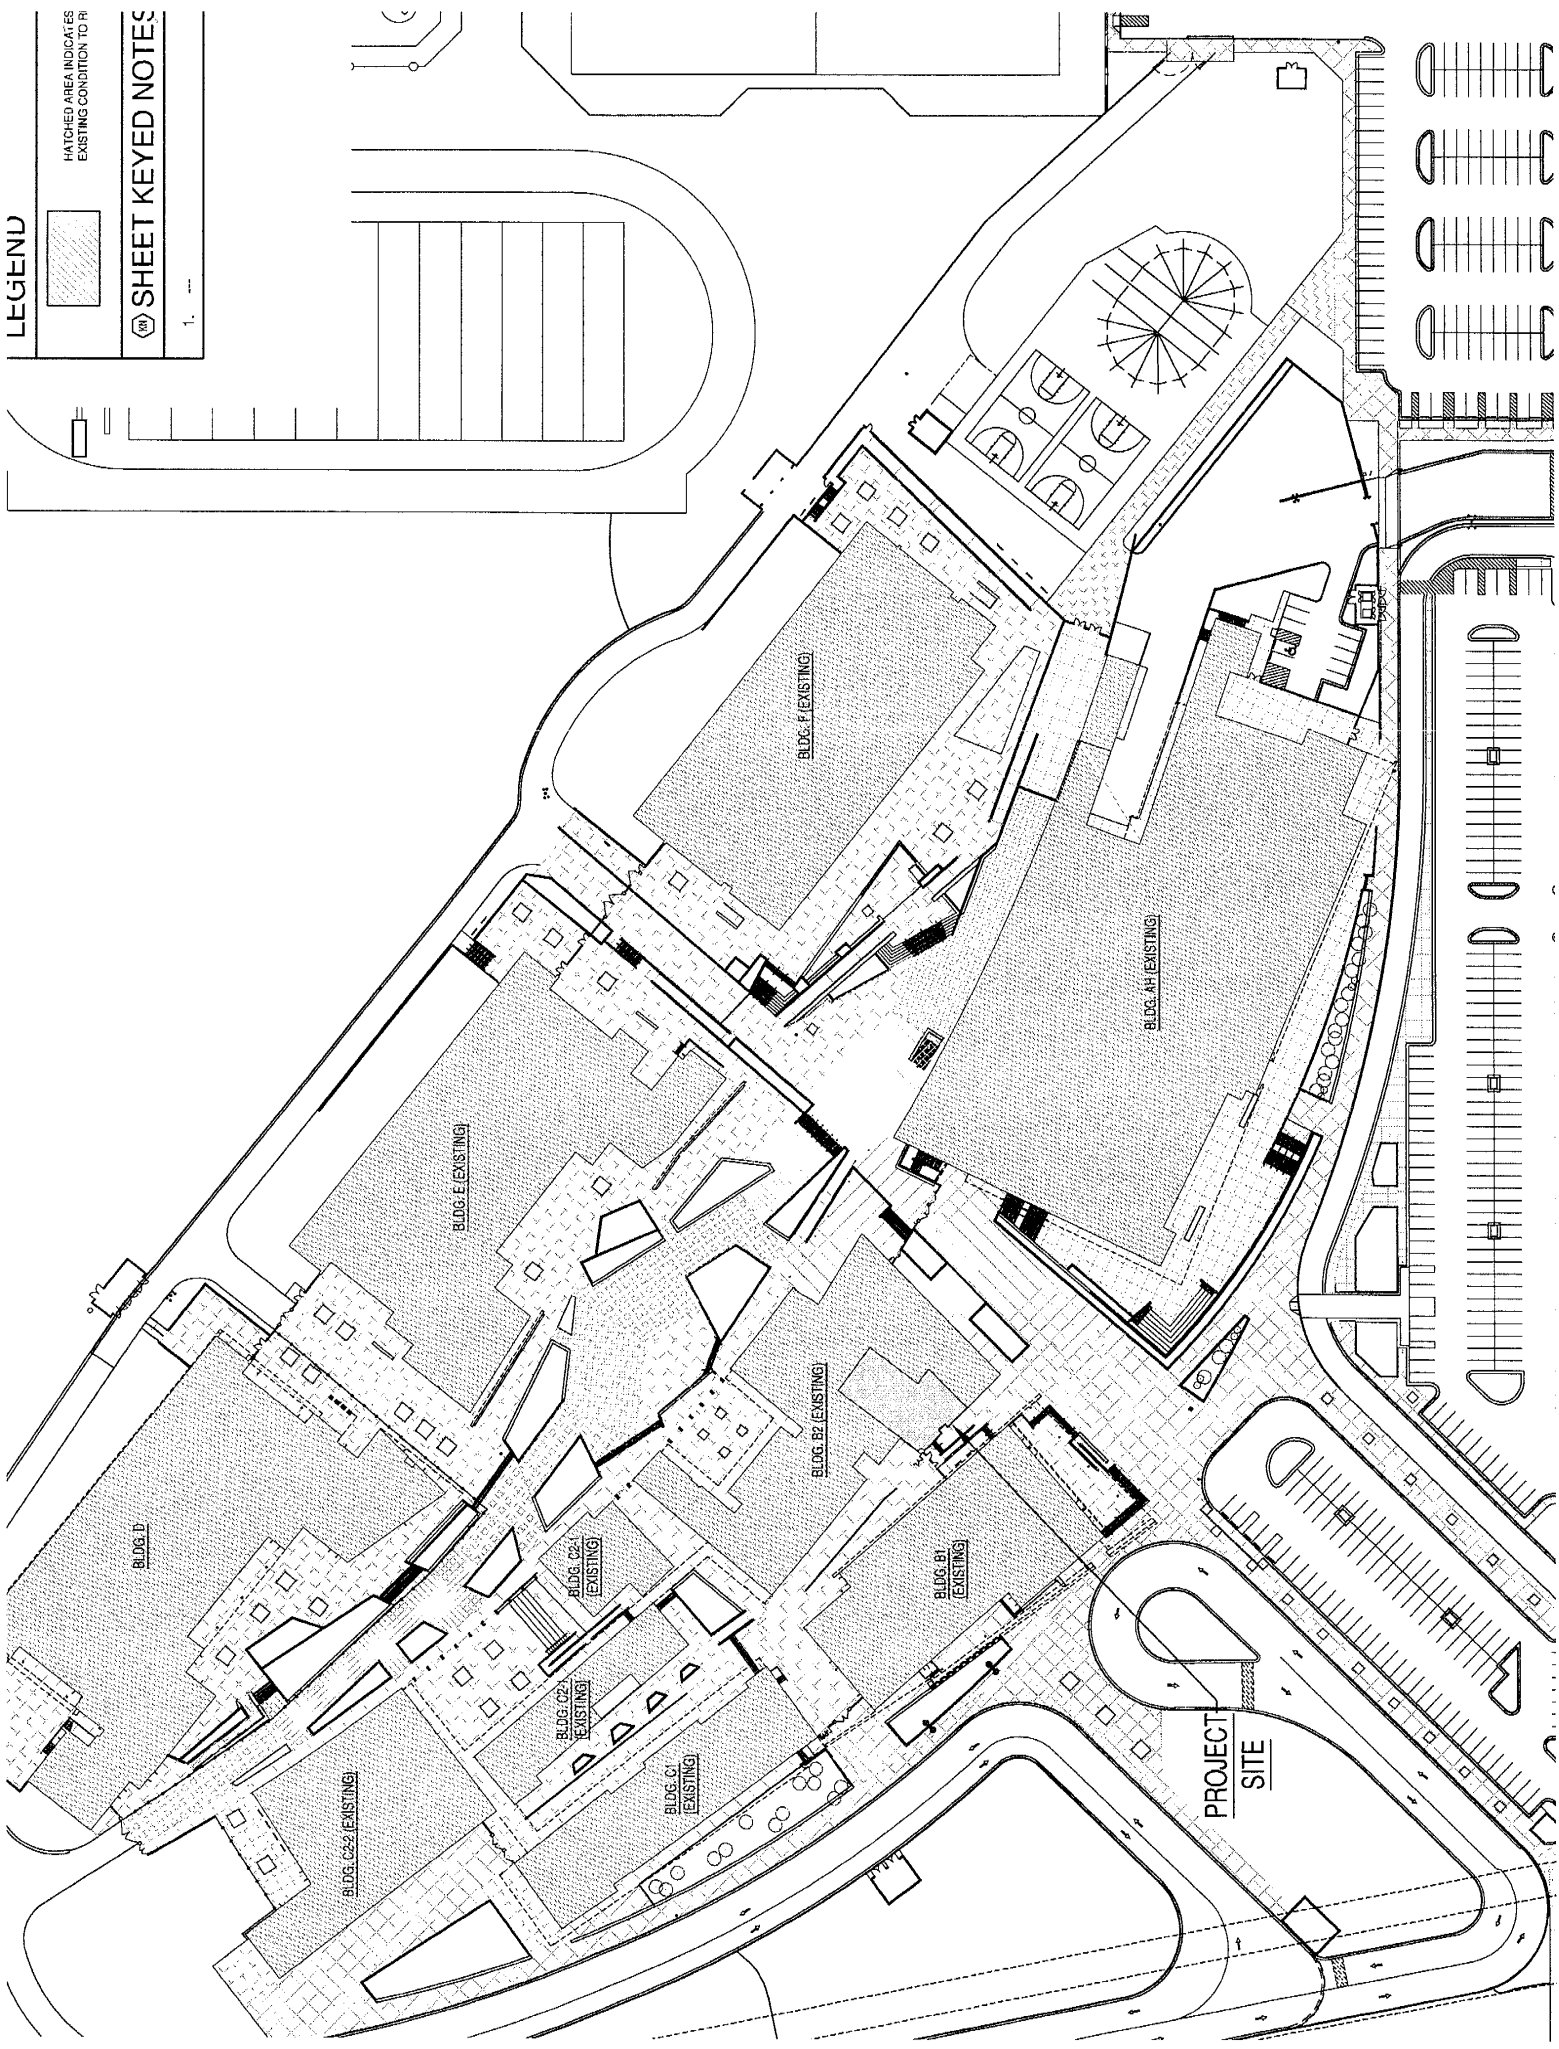 LEGEND
HATCHED AREA INDICATES
EXISTING CONDITION TO
KN SHEET KEYED NOTES
1. ---
BLDG. F (EXISTING)
BLDG. AH (EXISTING)
BLDG. E (EXISTING)
BLDG. B2 (EXISTING)
BLDG. D
BLDG. C2-1
(EXISTING)
BLDG. B1
(EXISTING)
BLDG. C2-1
(EXISTING)
BLDG. C1
(EXISTING)
BLDG. C2-2 (EXISTING)
PROJECT
SITE